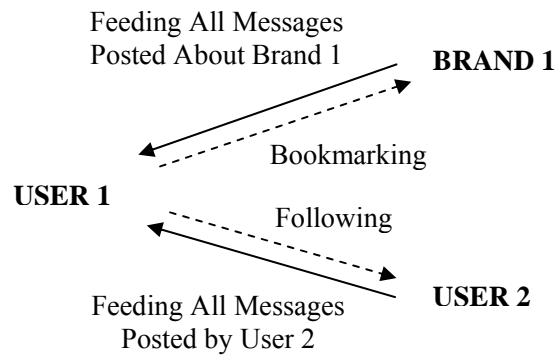 Feeding All Messages
Posted About Brand 1
BRAND 1
Bookmarking
USER 1
Following
USER 2
Feeding All Messages
Posted by User 2